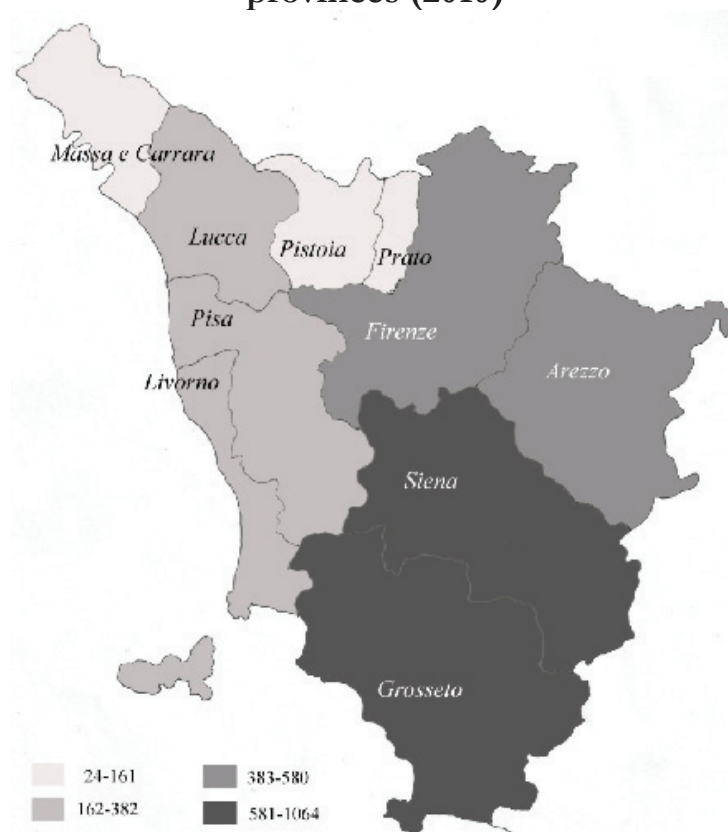 provinces (2010)
Massa e Carrara
Lucca
Pistoia
Prato
Pisa
Firenze
Livorno
Arezzo
Siena
Grosseto
24-161
383-580
162-382
581-1064